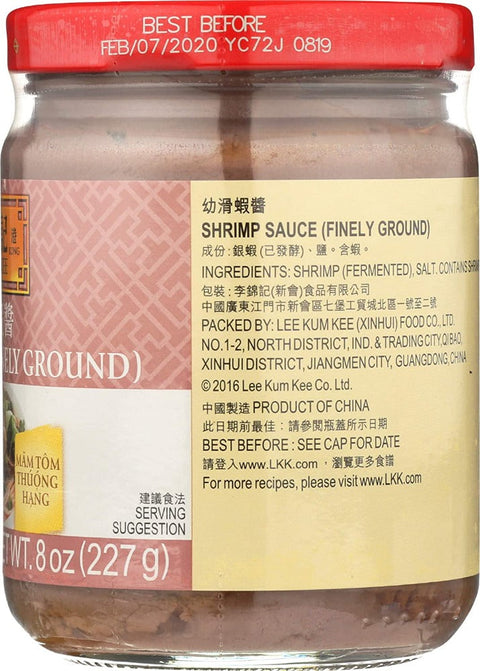 BEST BEFORE
FEB/07/2020 YC72J 0819
港
KONG
EE
醬
ELY GROUND)
MẮM TÔM
THƯỢNG
HẠNG
建議食法
SERVING
SUGGESTION
ET WT. 8 oz (227 g)
幼滑蝦醬
SHRIMP SAUCE (FINELY GROUND)
成份: 銀蝦 (已發酵)、鹽。含蝦。
INGREDIENTS: SHRIMP (FERMENTED), SALT. CONTAINS SHRIM
包裝: 李錦記(新會)食品有限公司
中國廣東江門市新會區七堡工貿城北區一號至二號
PACKED BY: LEE KUM KEE (XINHUI) FOOD CO., LTD.
NO.1-2, NORTH DISTRICT, IND. & TRADING CITY, QIBAO,
XINHUI DISTRICT, JIANGMEN CITY, GUANGDONG, CHINA
© 2016 Lee Kum Kee Co. Ltd.
中國製造 PRODUCT OF CHINA
此日期前最佳: 請參閱瓶蓋所示日期
BEST BEFORE : SEE CAP FOR DATE
請登入www.LKK.com , 瀏覽更多食譜
For more recipes, please visit www.LKK.com